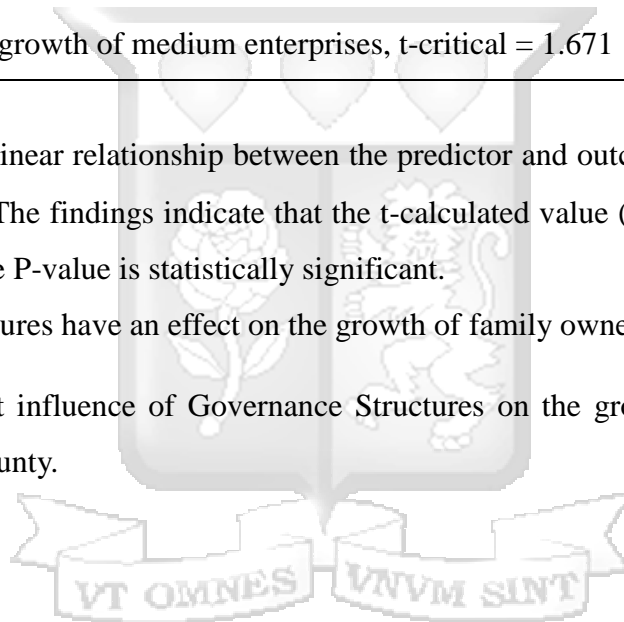 growth of medium enterprises, t-critical = 1.671
inear relationship between the predictor and outc
The findings indicate that the t-calculated value (
e P-value is statistically significant.
tures have an effect on the growth of family owne
t influence of Governance Structures on the gro
unty.
VT OMNES VNVM SINT